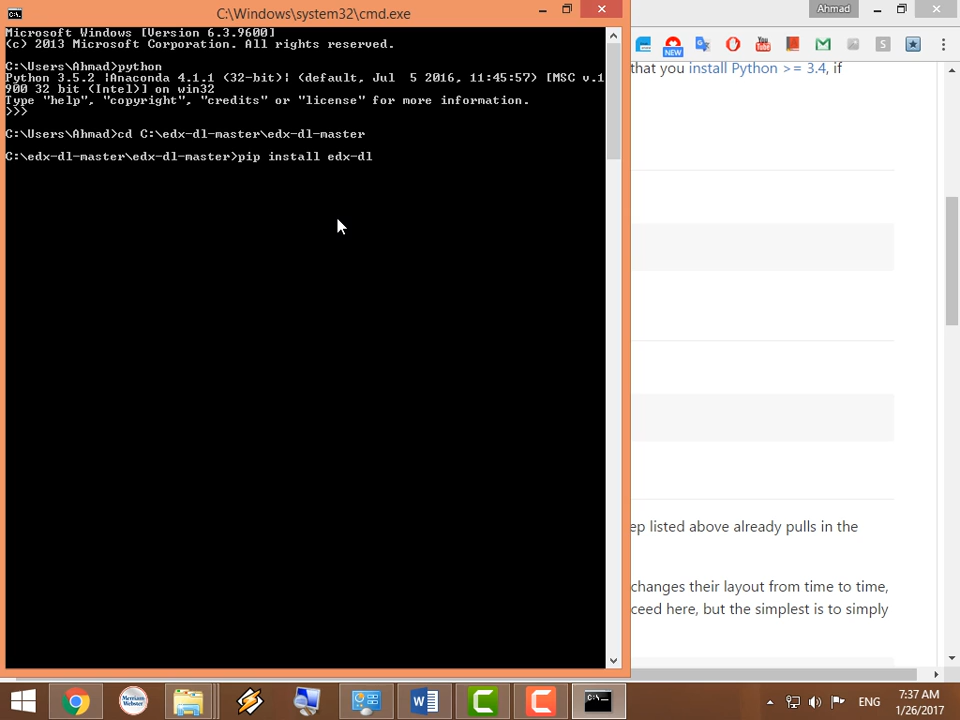 C:\Windows\system32\cmd.exe
Microsoft Windows [Version 6.3.9600]
(c) 2013 Microsoft Corporation. All rights reserved.
C:\Users\Ahmad>python
Python 3.5.2 |Anaconda 4.1.1 (32-bit)| (default, Jul  5 2016, 11:45:57) [MSC v.1
900 32 bit (Intel)] on win32
Type "help", "copyright", "credits" or "license" for more information.
>>>
C:\Users\Ahmad>cd C:\edx-dl-master\edx-dl-master
C:\edx-dl-master\edx-dl-master>pip install edx-dl
Ahmad
NEW
You
Tube
S
that you install Python >= 3.4, if
ep listed above already pulls in the
changes their layout from time to time,
ceed here, but the simplest is to simply
Merriam
Webster
ENG
7:37 AM
1/26/2017